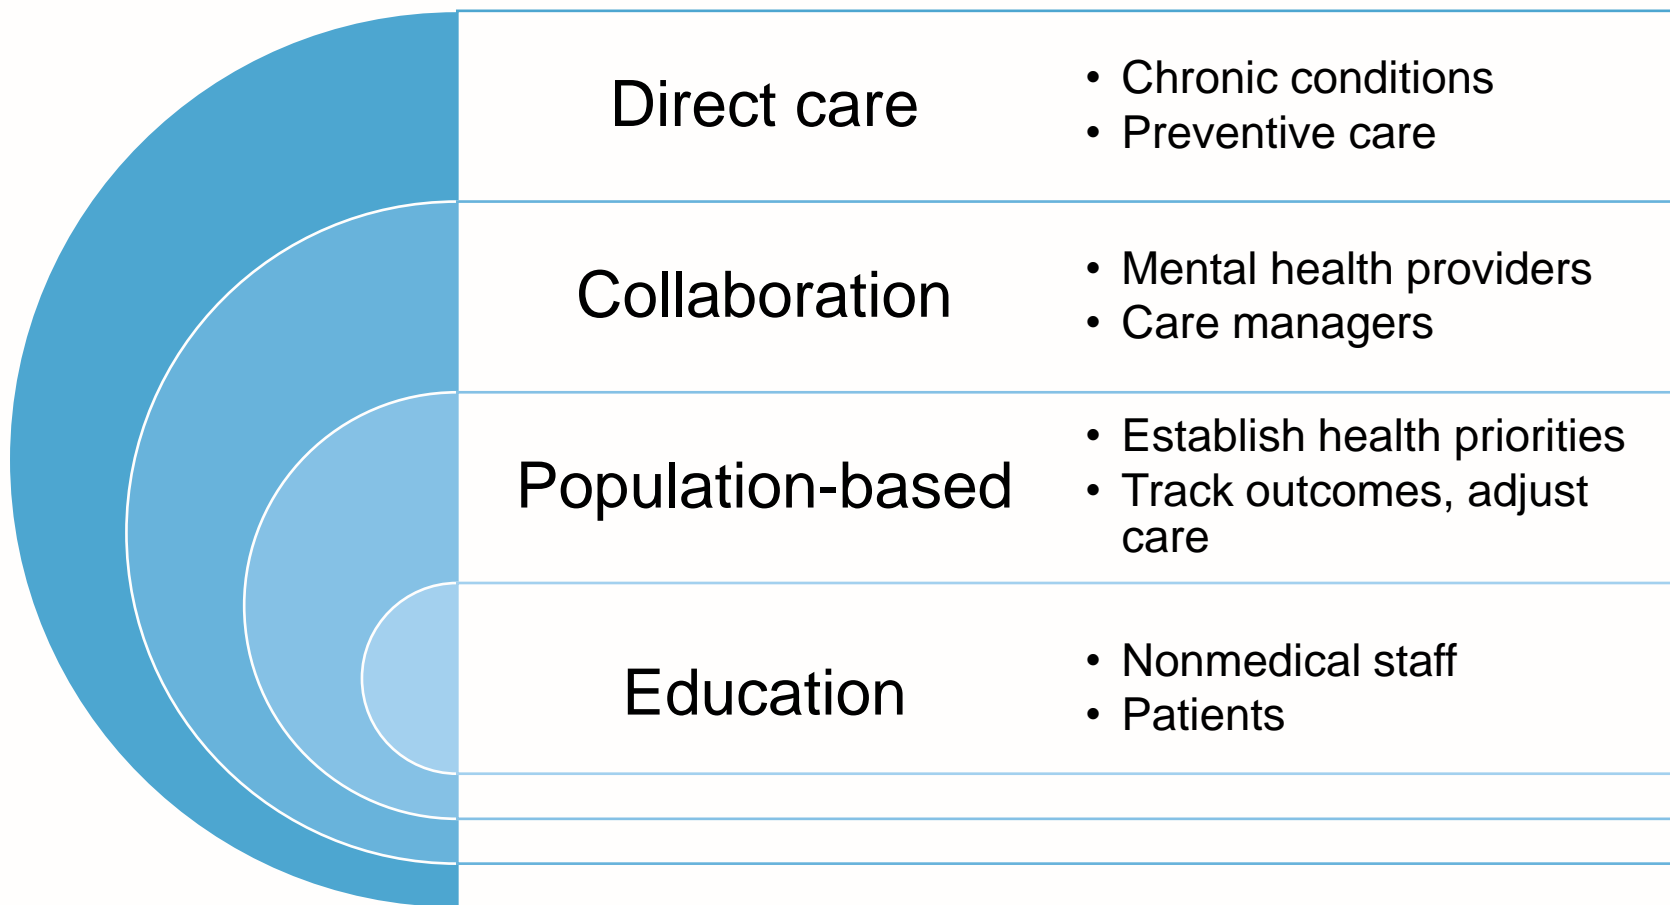 Direct care
• Chronic conditions
• Preventive care
Collaboration
• Mental health providers
• Care managers
Population-based
• Establish health priorities
• Track outcomes, adjust
care
Education
• Nonmedical staff
• Patients